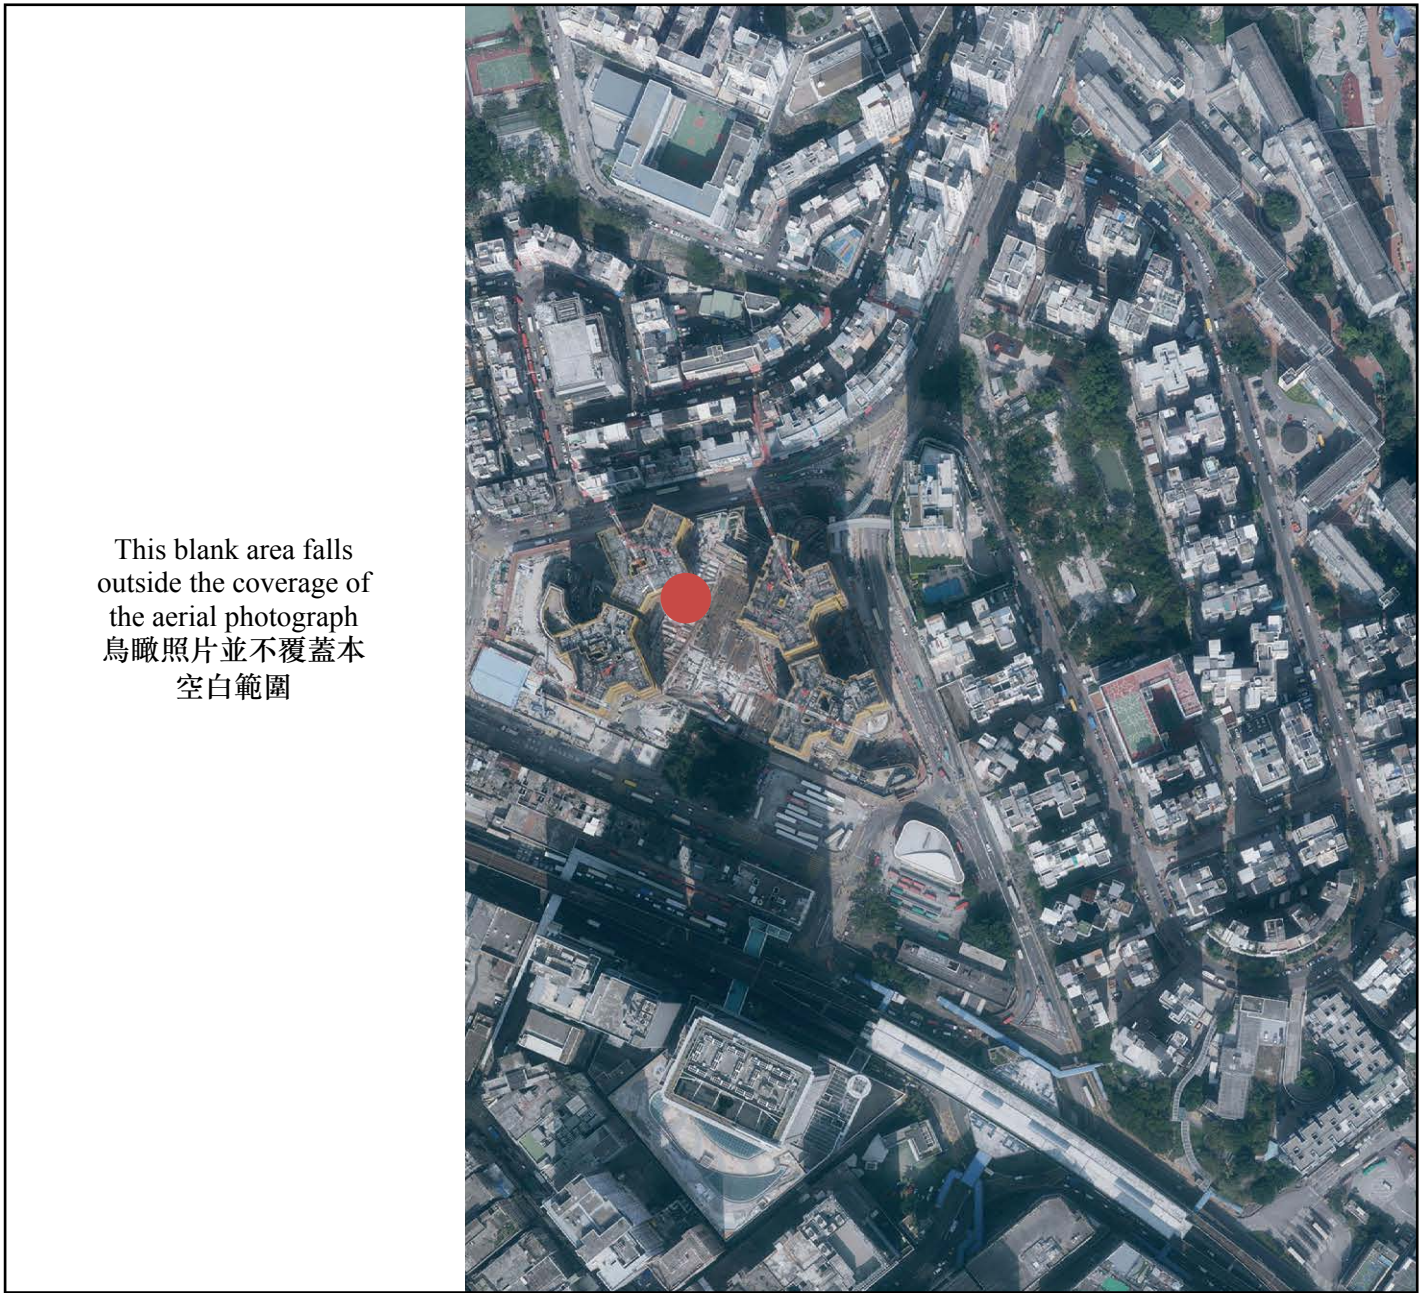 This blank area falls
outside the coverage of
the aerial photograph
鳥瞰照片並不覆蓋本
空白範圍